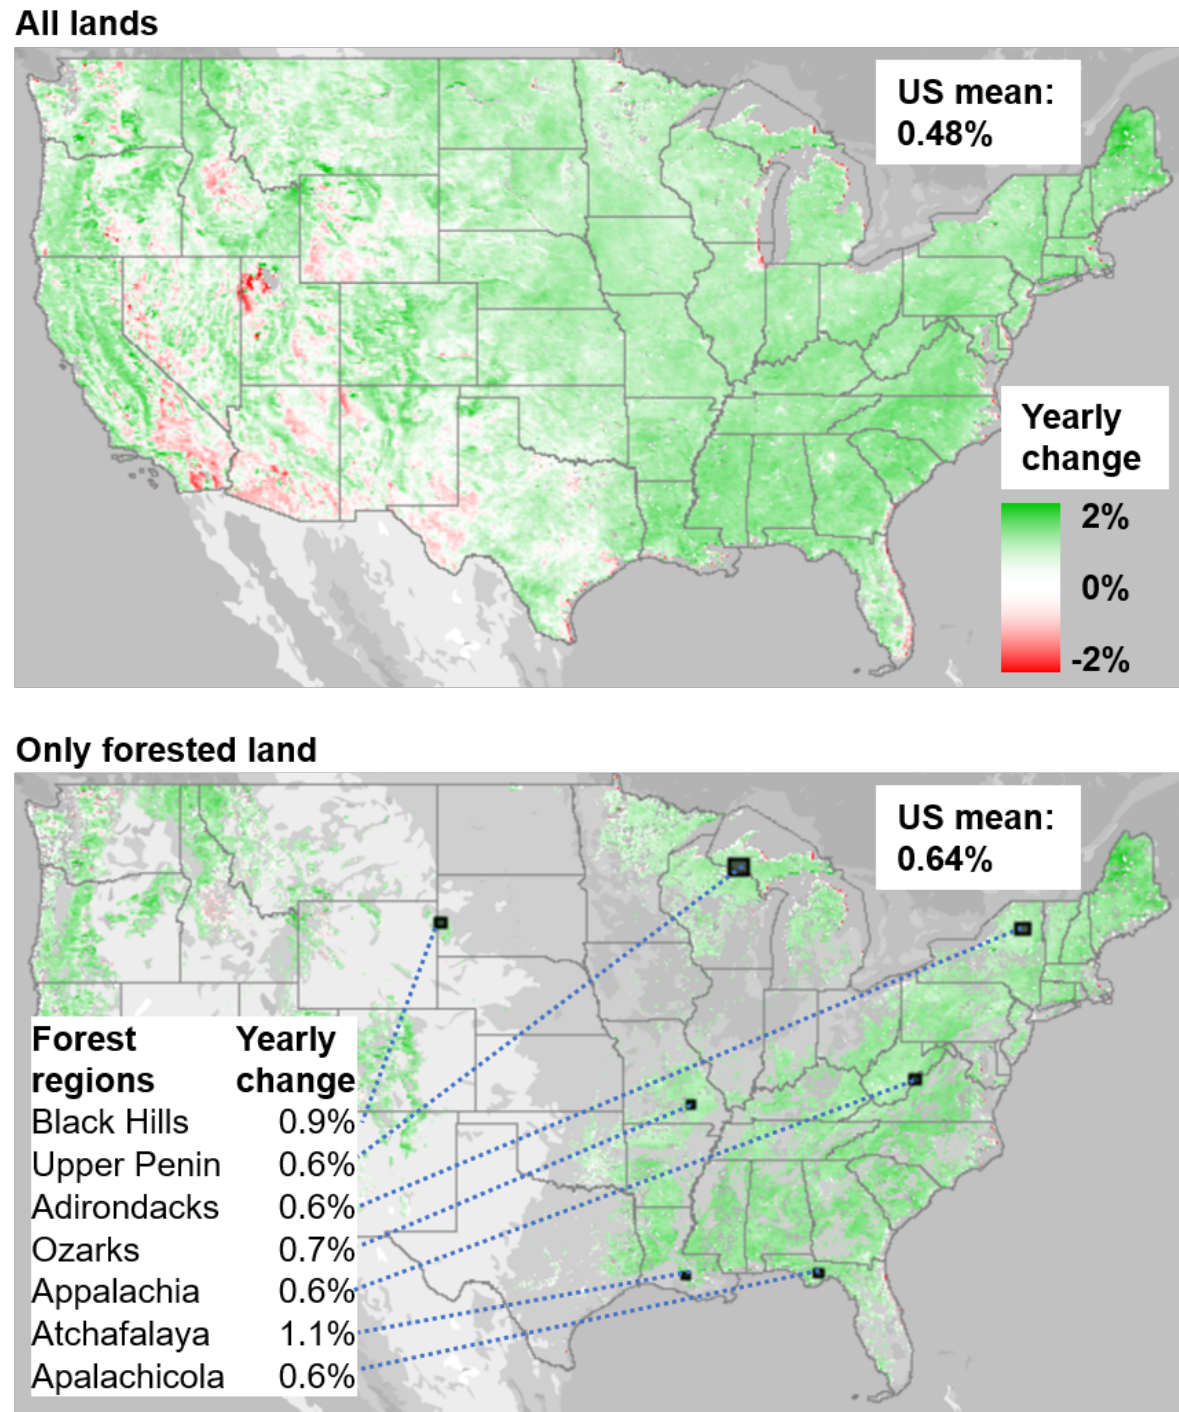 All lands
US mean:
0.48%
Yearly
change
2%
0%
-2%
Only forested land
US mean:
0.64%
Forest Yearly
regions change
Black Hills 0.9%
Upper Penin 0.6%
Adirondacks 0.6%
Ozarks 0.7%
Appalachia 0.6%
Atchafalaya 1.1%
Apalachicola 0.6%